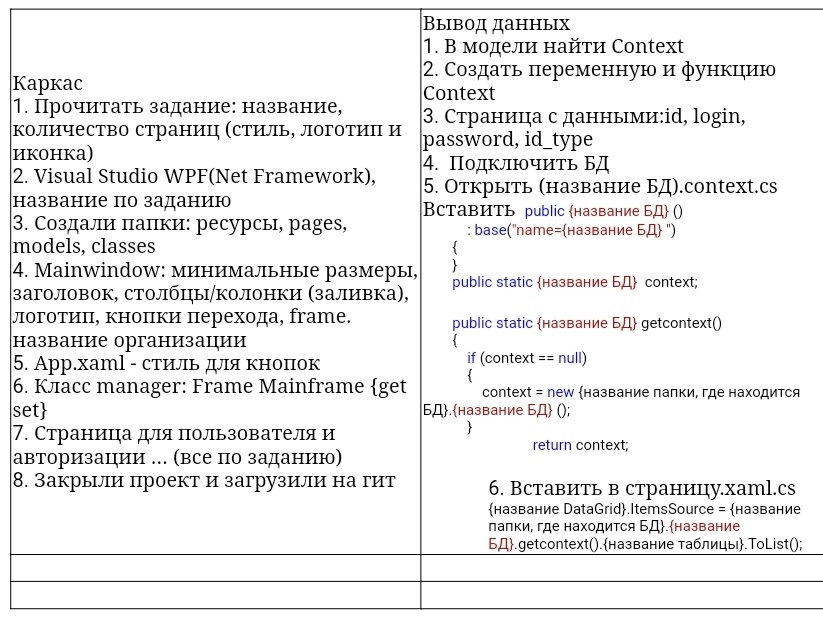 Каркас
1. Прочитать задание: название,
количество страниц (стиль, логотип и
иконка)
2. Visual Studio WPF(Net Framework),
название по заданию
3. Создали папки: ресурсы, pages,
models, classes
4. Mainwindow: минимальные размеры,
заголовок, столбцы/колонки (заливка),
логотип, кнопки перехода, frame.
название организации
5. App.xaml - стиль для кнопок
6. Класс manager: Frame Mainframe {get
set}
7. Страница для пользователя и
авторизации ... (все по заданию)
8. Закрыли проект и загрузили на гит
Вывод данных
1. В модели найти Context
2. Создать переменную и функцию
Context
3. Страница с данными:id, login,
password, id_type
4. Подключить БД
5. Открыть (название БД).context.cs
Вставить public {название БД} ()
: base("name={название БД} ")
{
}
public static {название БД} context;
public static {название БД} getcontext()
{
if (context == null)
{
context = new {название папки, где находится
БД}.{название БД} ();
}
return context;
6. Вставить в страницу.xaml.cs
{название DataGrid}.ItemsSource = {название
папки, где находится БД}.{название
БД}.getcontext().{название таблицы}.ToList();